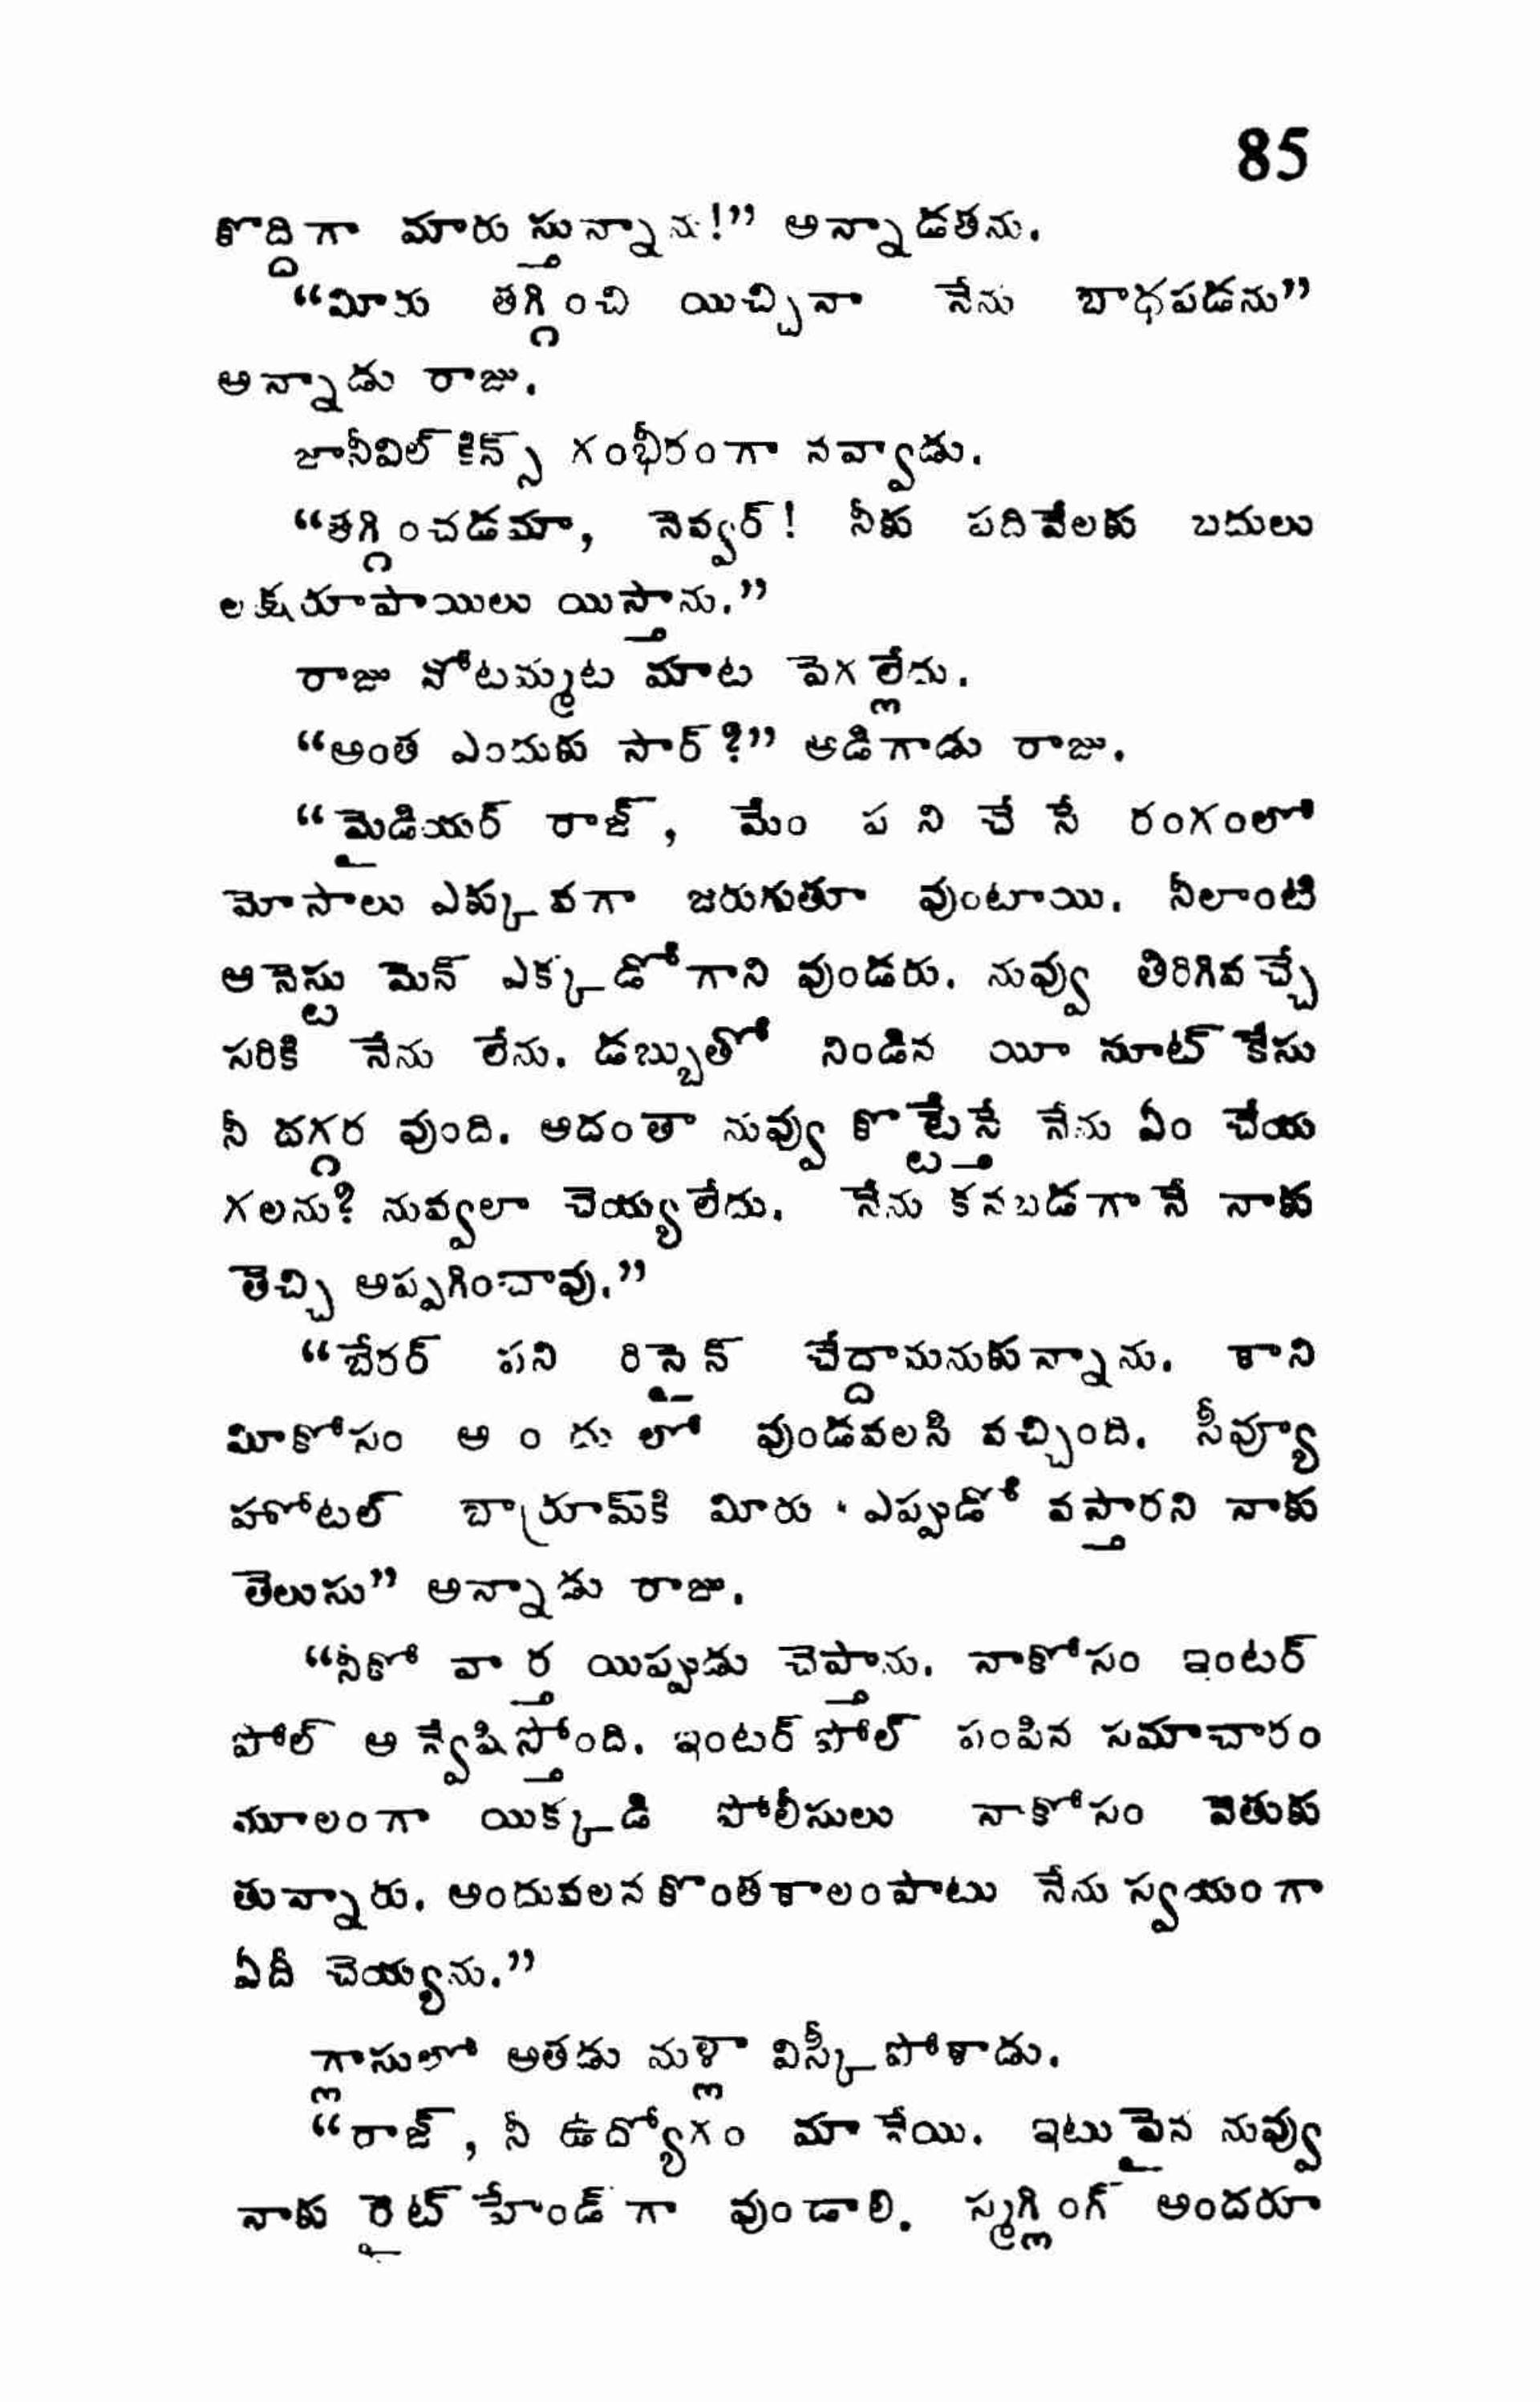 85
కొద్దిగా మారుస్తున్నాను!” అన్నాడతను.
“మీరు తగ్గించి యిచ్చినా నేను బాధపడను”
అన్నాడు రాజు.
జానీవిల్‌కిన్స్ గంభీరంగా నవ్వాడు.
“తగ్గించడమా, నెవ్వర్! నీకు పదివేలకు బదులు
లక్షరూపాయిలు యిస్తాను.”
రాజు నోటమ్మట మాట పెగల్లేదు.
“అంత ఎందుకు సార్?” అడిగాడు రాజు.
“మైడియర్ రాజ్, మేం పనిచేసే రంగంలో
మోసాలు ఎక్కువగా జరుగుతూ వుంటాయి. నీలాంటి
ఆనెస్టు మెన్ ఎక్కడోగాని వుండరు. నువ్వు తిరిగివచ్చే
సరికి నేను లేను. డబ్బుతో నిండిన యీ సూట్‌కేసు
నీ దగ్గర వుంది. అదంతా నువ్వు కొట్టేస్తే నేను ఏం చేయ
గలను? నువ్వలా చెయ్యలేదు. నేను కనబడగానే నాకు
తెచ్చి అప్పగించావు.”
“బేరర్ పని రిసైన్ చేద్దామనుకున్నాను. కాని
మీకోసం అందులో వుండవలసి వచ్చింది. సీవ్యూ
హోటల్ బార్రూమ్‌కి మీరు ఎప్పుడో వస్తారని నాకు
తెలుసు” అన్నాడు రాజు.
“నీకో వార్త యిప్పుడు చెప్తాను. నాకోసం ఇంటర్
పోల్ అన్వేషిస్తోంది. ఇంటర్‌పోల్ పంపిన సమాచారం
మూలంగా యిక్కడి పోలీసులు నాకోసం వెతుకు
తున్నారు. అందువలన కొంతకాలంపాటు నేను స్వయంగా
ఏదీ చెయ్యను.”
గ్లాసులో అతడు మళ్లా విస్కీ పోశాడు.
“రాజ్, నీ ఉద్యోగం మానేయి. ఇటుపైన నువ్వు
నాకు రైట్‌హేండ్‌గా వుండాలి. స్మగ్లింగ్ అందరూ